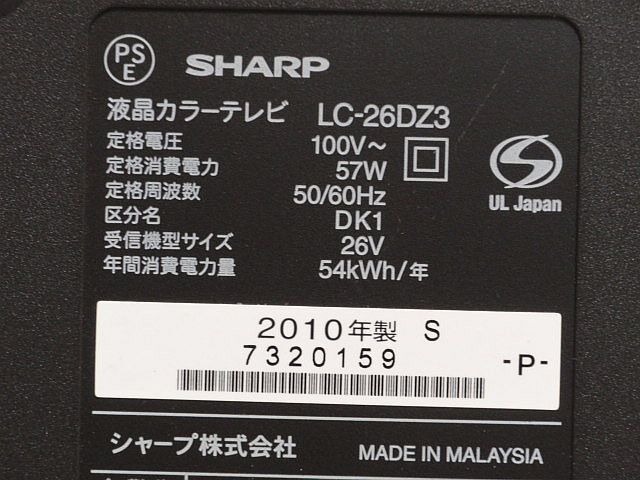 PS
E
SHARP
液晶カラーテレビ LC-26DZ3
定格電圧 100V～
定格消費電力 57W
定格周波数 50/60Hz
区分名 DK1
受信機型サイズ 26V
年間消費電力量 54kWh/年
S
UL Japan
2010年製 S
7320159
-P-
シャープ株式会社 MADE IN MALAYSIA